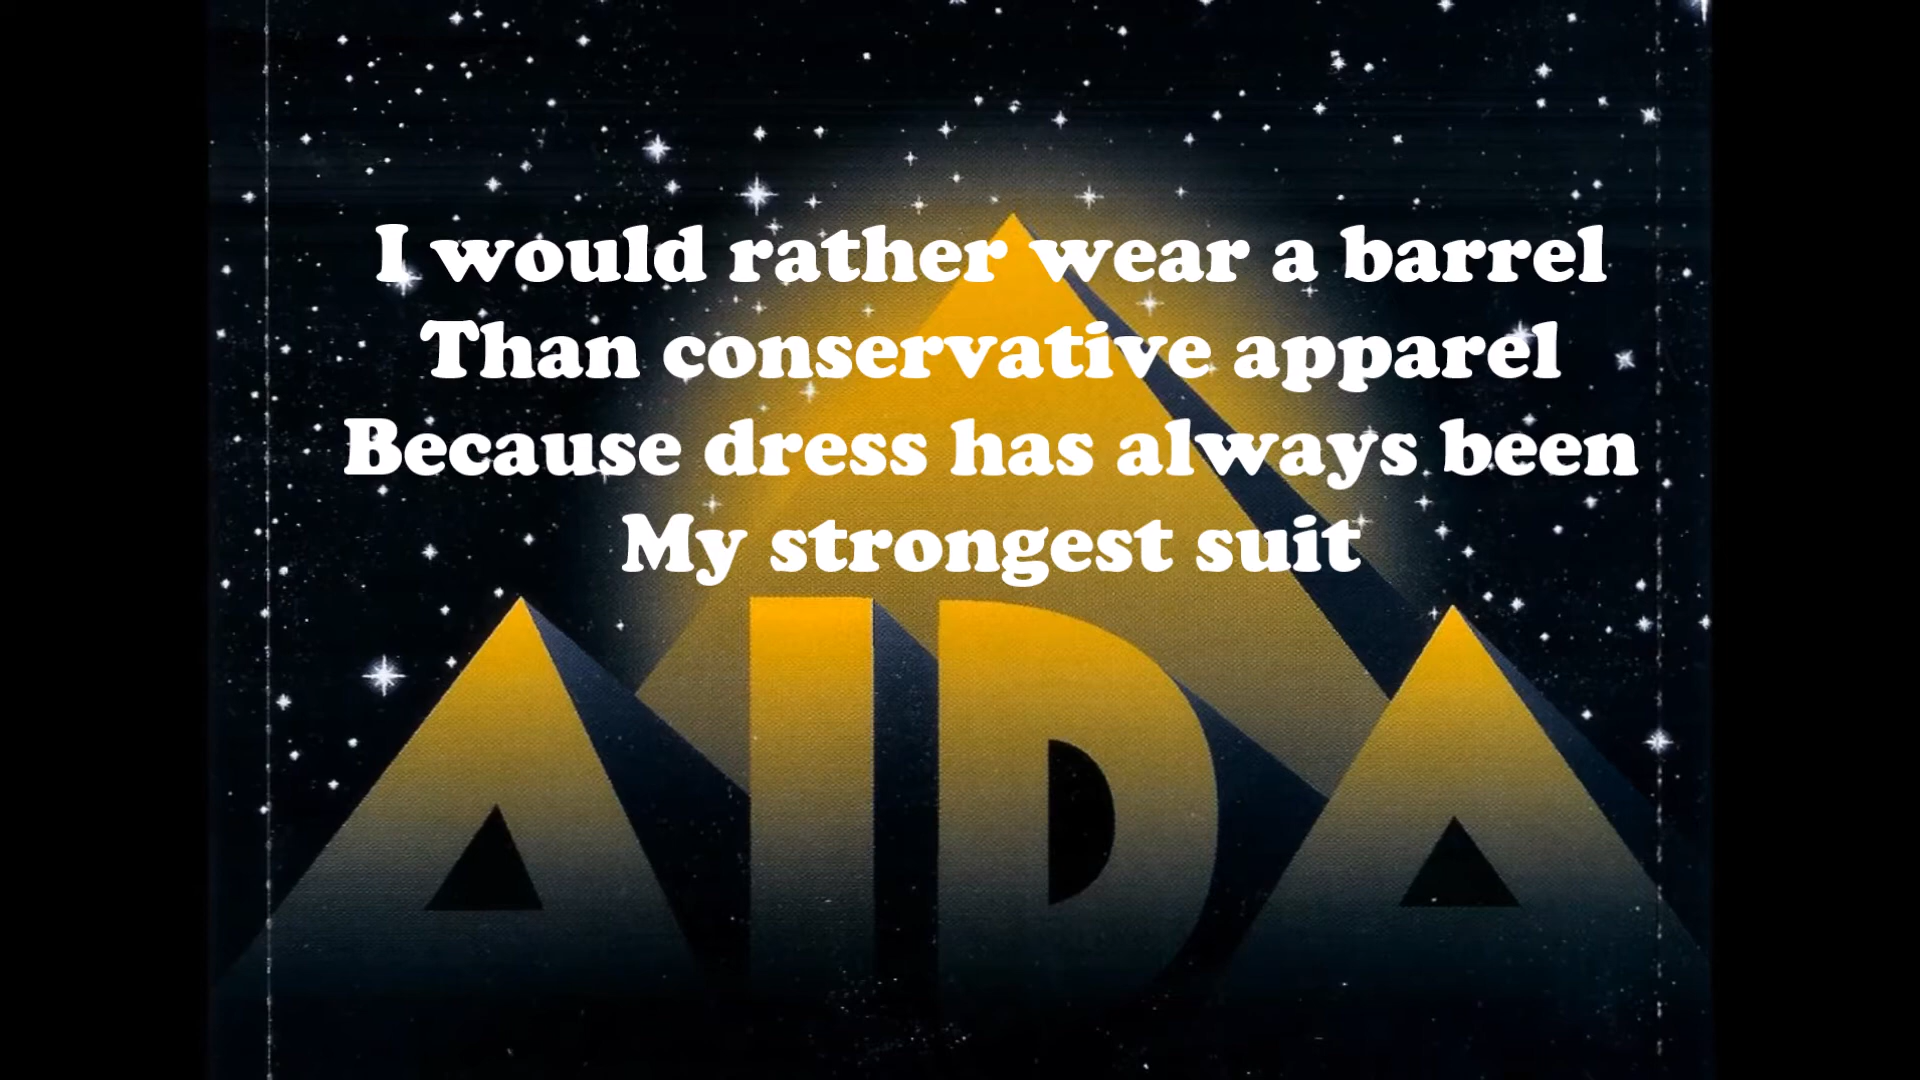 I would rather wear a barrel
Than conservative apparel
Because dress has always been
My strongest suit
AIDA